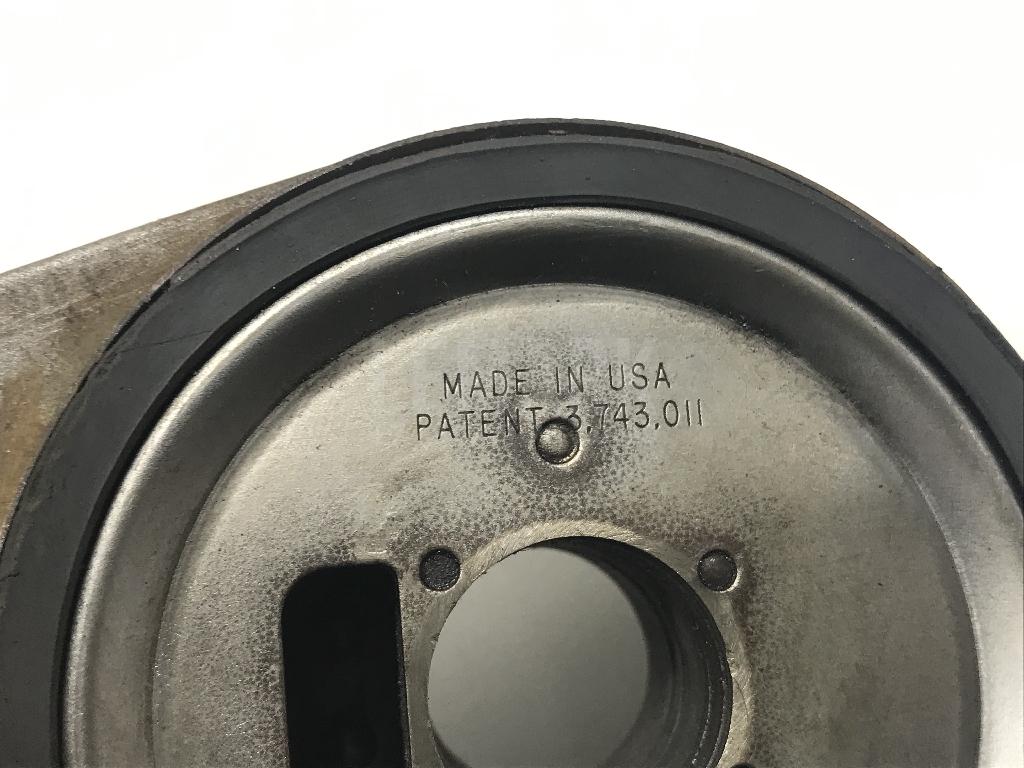 MADE IN USA
PATENT 3,743,011